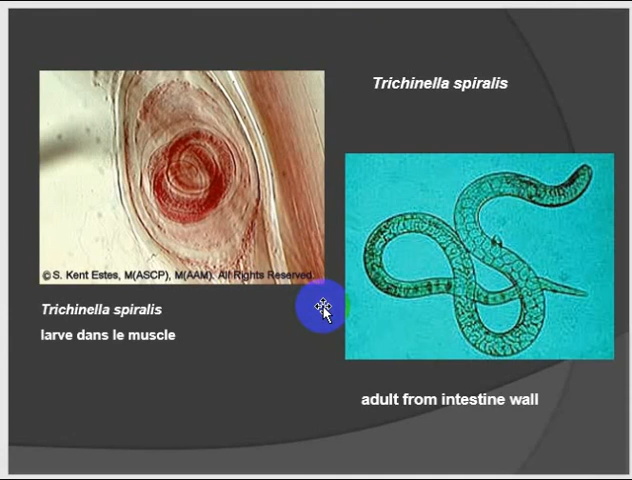 Trichinella spiralis
© S. Kent Estes, M(ASCP), M(AAM). All Rights Reserved.
Trichinella spiralis
larve dans le muscle
adult from intestine wall